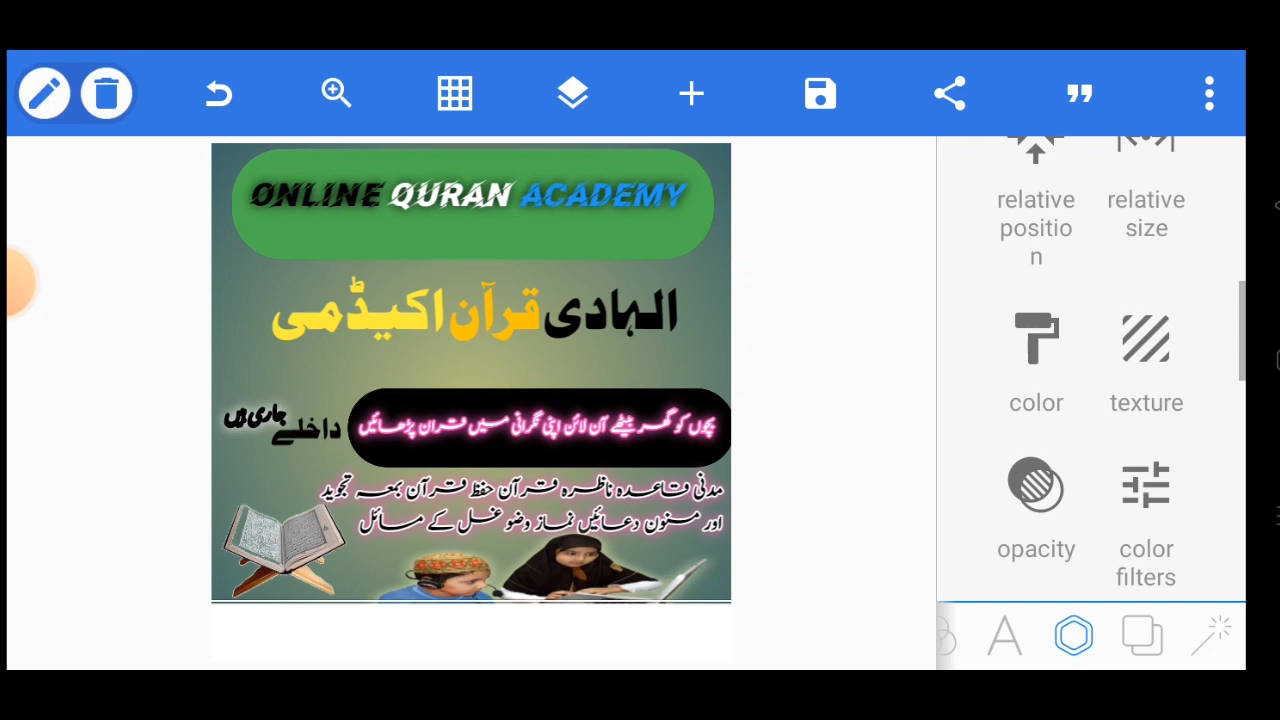 ONLINE QURAN ACADEMY
الہادی قرآن اکیڈمی
بچوں کو گھر بیٹھے آن لائن اپنی نگرانی میں قران پڑھائیں
داخلے جاری ہیں
مدنی قاعدہ ناظرہ قرآن حفظ قرآن بمعہ تجوید
اور مسنون دعائیں نماز وضو غسل کے مسائل
relative
positio
n
relative
size
color
texture
opacity
color
filters